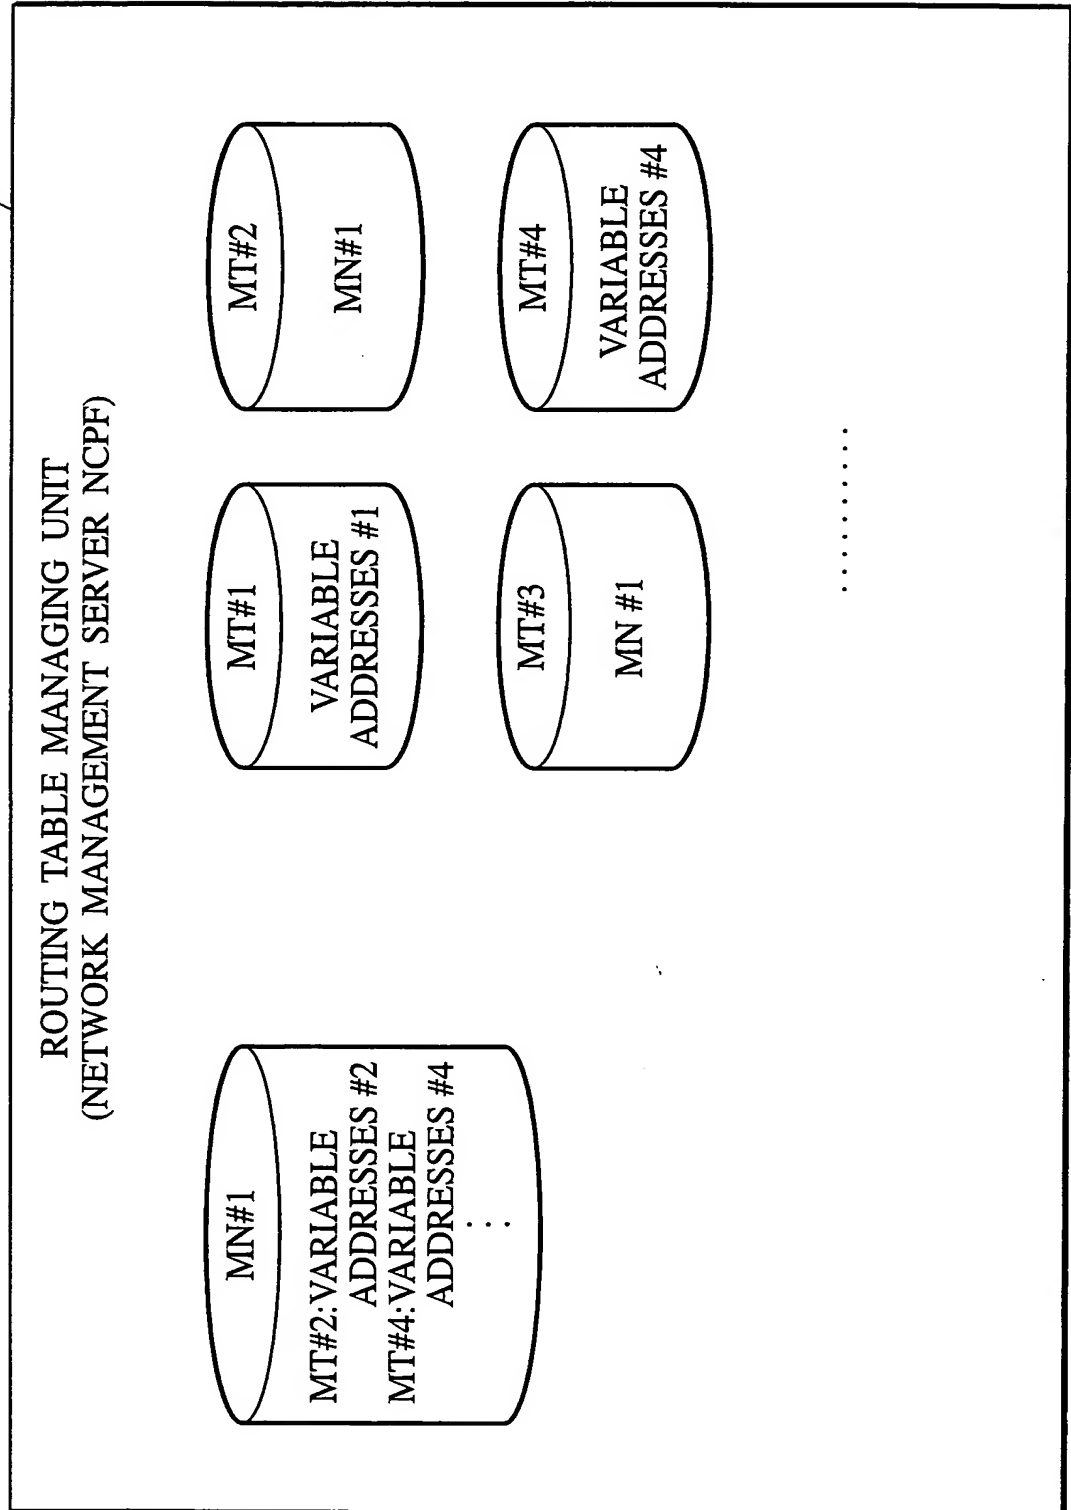 ROUTING TABLE MANAGING UNIT
(NETWORK MANAGEMENT SERVER NCPF)
MN#1
MT#2:VARIABLE
ADDRESSES #2
MT#4:VARIABLE
ADDRESSES #4
⋮
MT#1
VARIABLE
ADDRESSES #1
MT#2
MN#1
MT#3
MN #1
MT#4
VARIABLE
ADDRESSES #4
..........